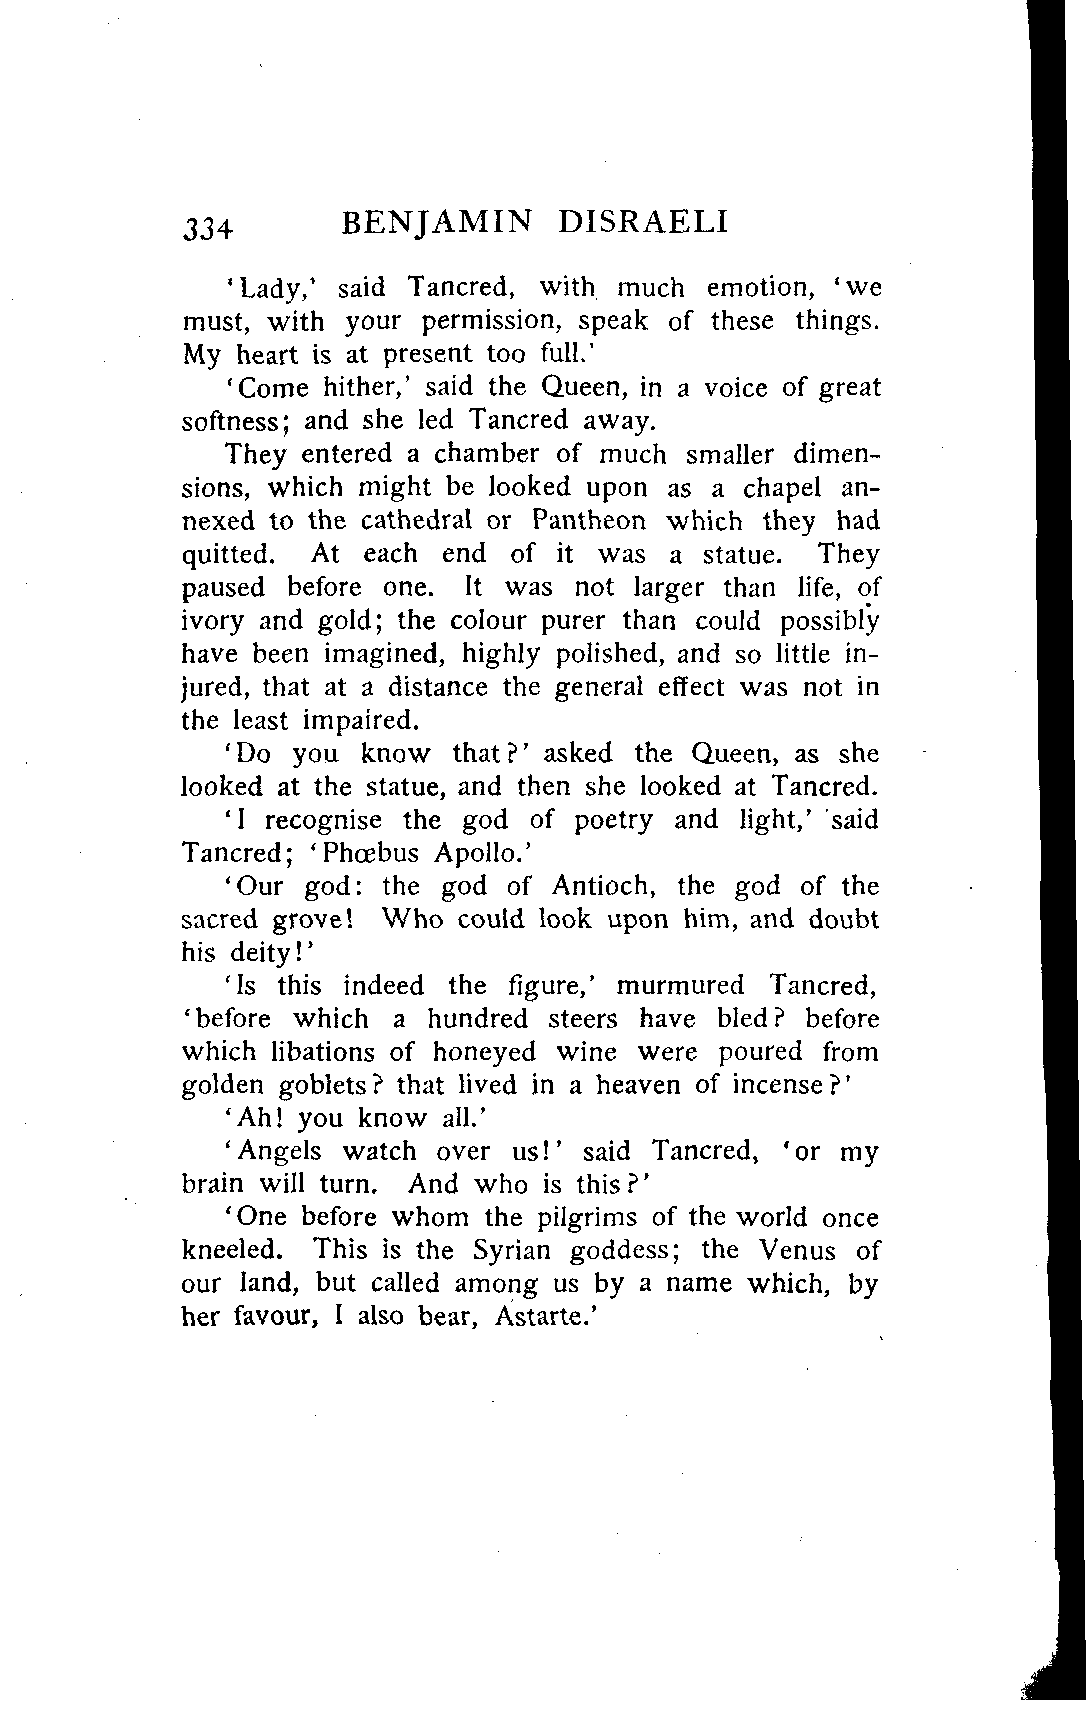 334 BENJAMIN DISRAELI
‘Lady,’ said Tancred, with much emotion, ‘we
must, with your permission, speak of these things.
My heart is at present too full.’
‘Come hither,’ said the Queen, in a voice of great
softness; and she led Tancred away.
They entered a chamber of much smaller dimen-
sions, which might be looked upon as a chapel an-
nexed to the cathedral or Pantheon which they had
quitted. At each end of it was a statue. They
paused before one. It was not larger than life, of
ivory and gold; the colour purer than could possibly
have been imagined, highly polished, and so little in-
jured, that at a distance the general effect was not in
the least impaired.
‘Do you know that?’ asked the Queen, as she
looked at the statue, and then she looked at Tancred.
‘I recognise the god of poetry and light,’ said
Tancred; ‘Phœbus Apollo.’
‘Our god: the god of Antioch, the god of the
sacred grove! Who could look upon him, and doubt
his deity!’
‘Is this indeed the figure,’ murmured Tancred,
‘before which a hundred steers have bled? before
which libations of honeyed wine were poured from
golden goblets? that lived in a heaven of incense?’
‘Ah! you know all.’
‘Angels watch over us!’ said Tancred, ‘or my
brain will turn. And who is this?’
‘One before whom the pilgrims of the world once
kneeled. This is the Syrian goddess; the Venus of
our land, but called among us by a name which, by
her favour, I also bear, Astarte.’